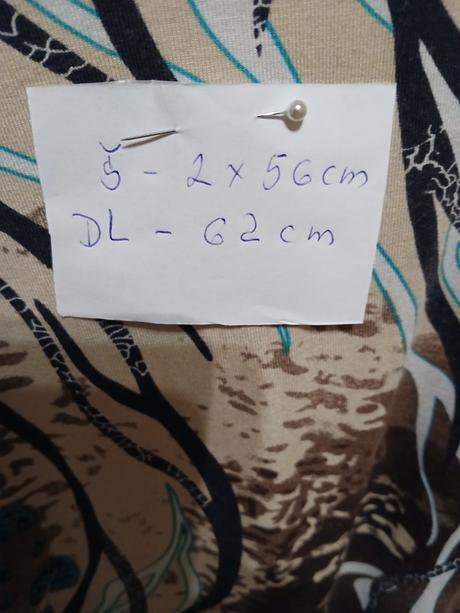 Š - 2 x 56 cm
DL - 62 cm